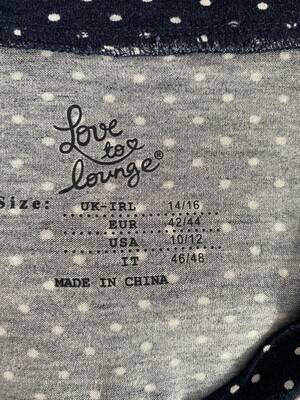 Love
to
lounge®
Size: UK-IRL 14/16
EUR 42/44
USA 10/12
IT 46/48
MADE IN CHINA